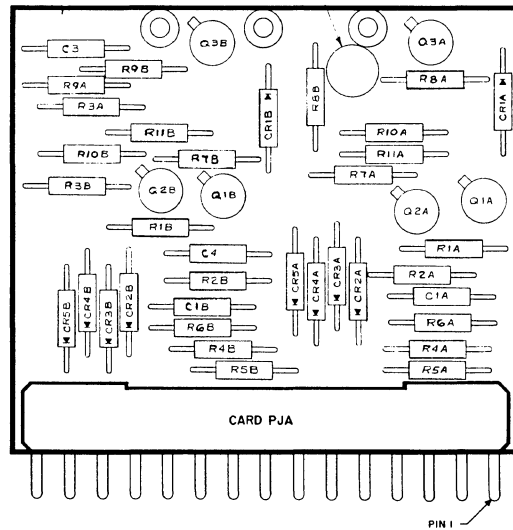 C3
Q3B
Q3A
R9B
R9A
R8A
R3A
CR1B
R8B
CR1A
R11B
R10A
R10B
R7B
R11A
R7A
R3B
Q2B
Q1B
Q2A
Q1A
R1B
R1A
C4
R2B
R2A
CR5B
CR4B
CR3B
CR2B
CR5A
CR4A
CR3A
CR2A
C1B
C1A
R6B
R6A
R4B
R4A
R5B
R5A
CARD PJA
PIN 1